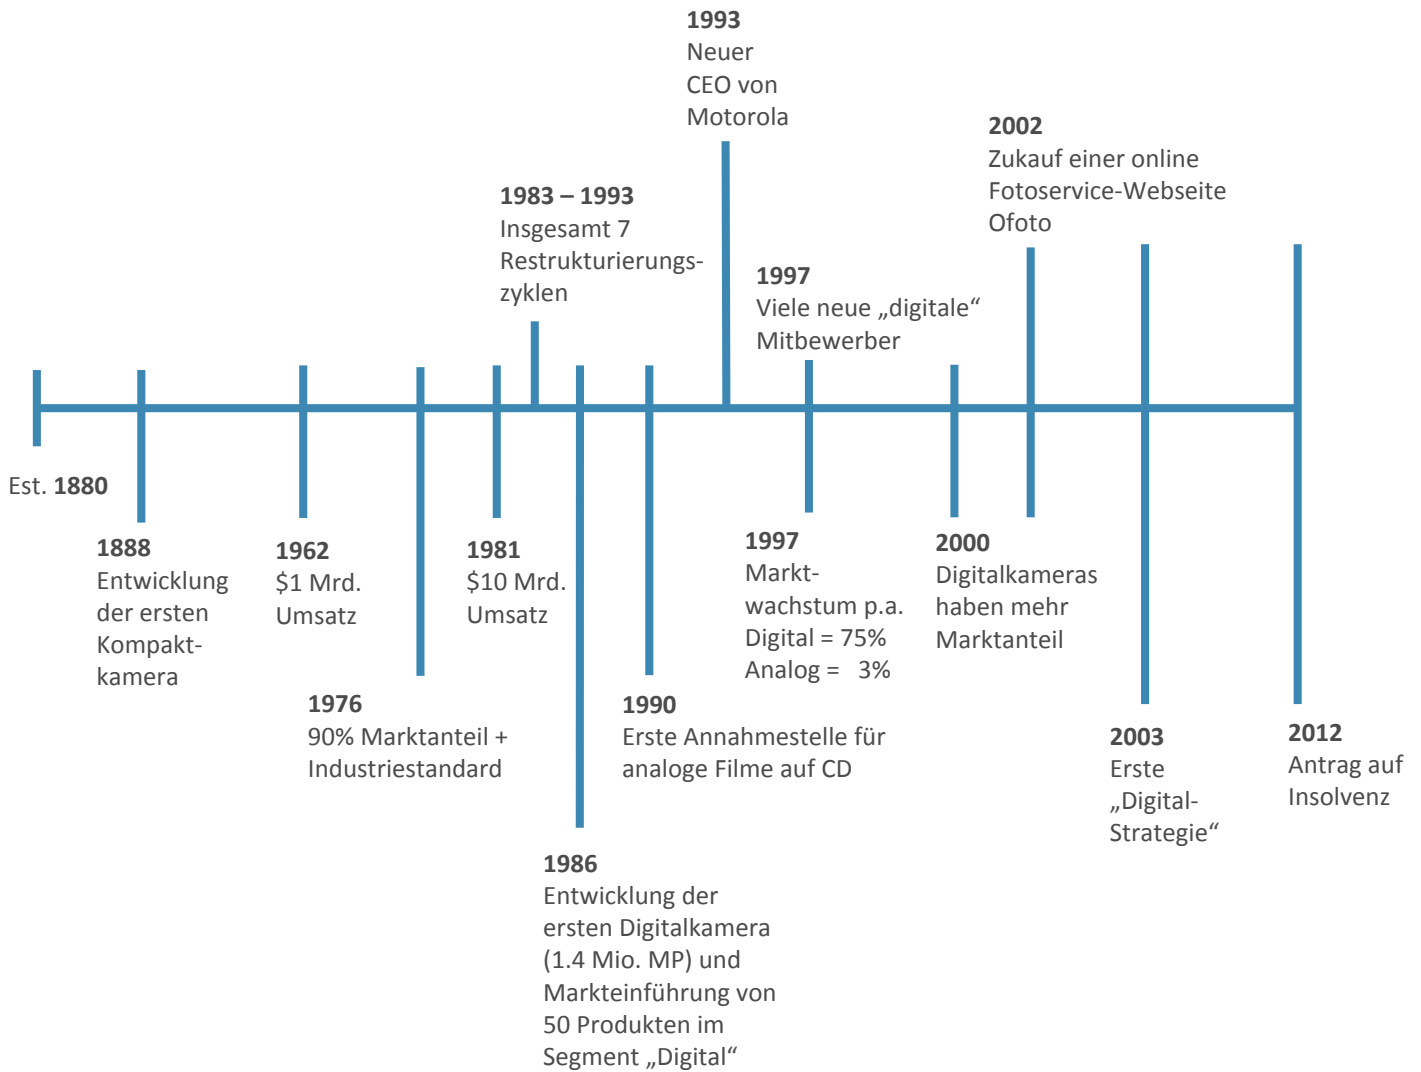 1993
Neuer
CEO von
Motorola
2002
Zukauf einer online
Fotoservice-Webseite
Ofoto
1983 – 1993
Insgesamt 7
Restrukturierungs-
zyklen
1997
Viele neue „digitale“
Mitbewerber
Est. 1880
1888
Entwicklung
der ersten
Kompakt-
kamera
1962
$1 Mrd.
Umsatz
1981
$10 Mrd.
Umsatz
1997
Markt-
wachstum p.a.
Digital = 75%
Analog =   3%
2000
Digitalkameras
haben mehr
Marktanteil
1976
90% Marktanteil +
Industriestandard
1990
Erste Annahmestelle für
analoge Filme auf CD
2003
Erste
„Digital-
Strategie“
2012
Antrag auf
Insolvenz
1986
Entwicklung der
ersten Digitalkamera
(1.4 Mio. MP) und
Markteinführung von
50 Produkten im
Segment „Digital“